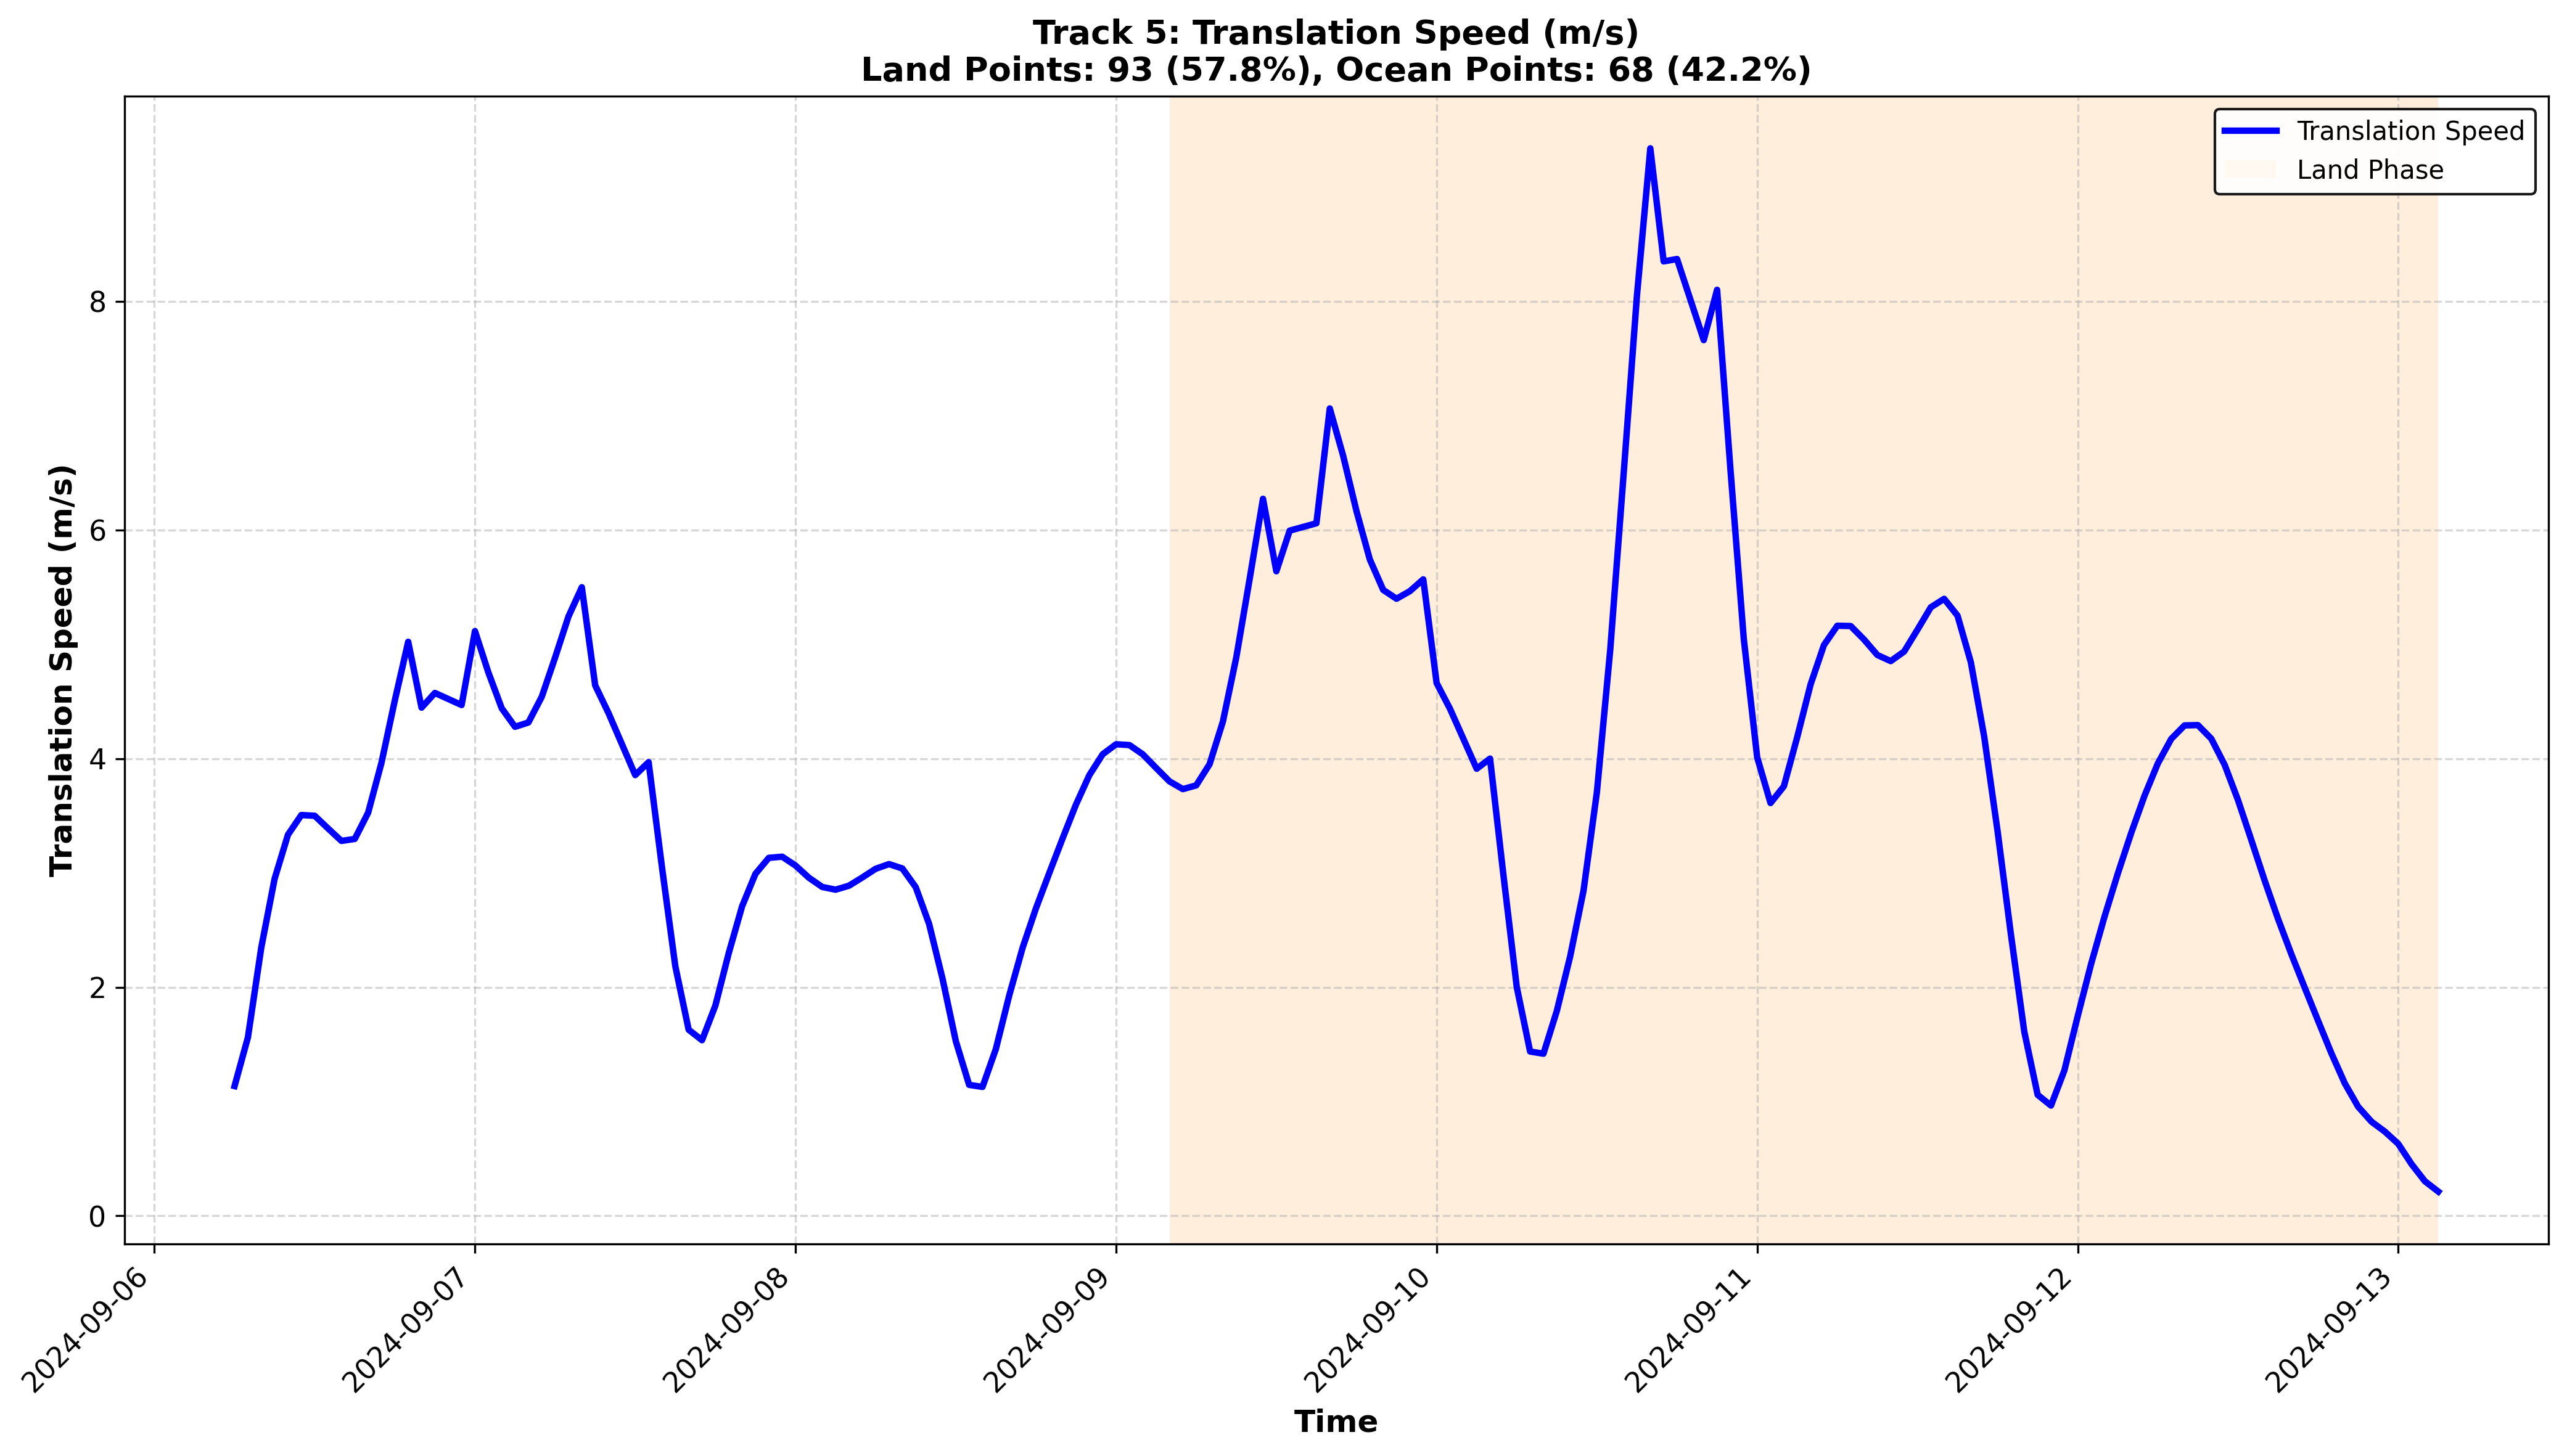 Track 5: Translation Speed (m/s)
Land Points: 93 (57.8%), Ocean Points: 68 (42.2%)
Translation Speed
Land Phase
Translation Speed (m/s)
8
6
4
2
0
2024-09-06
2024-09-07
2024-09-08
2024-09-09
2024-09-10
2024-09-11
2024-09-12
2024-09-13
Time